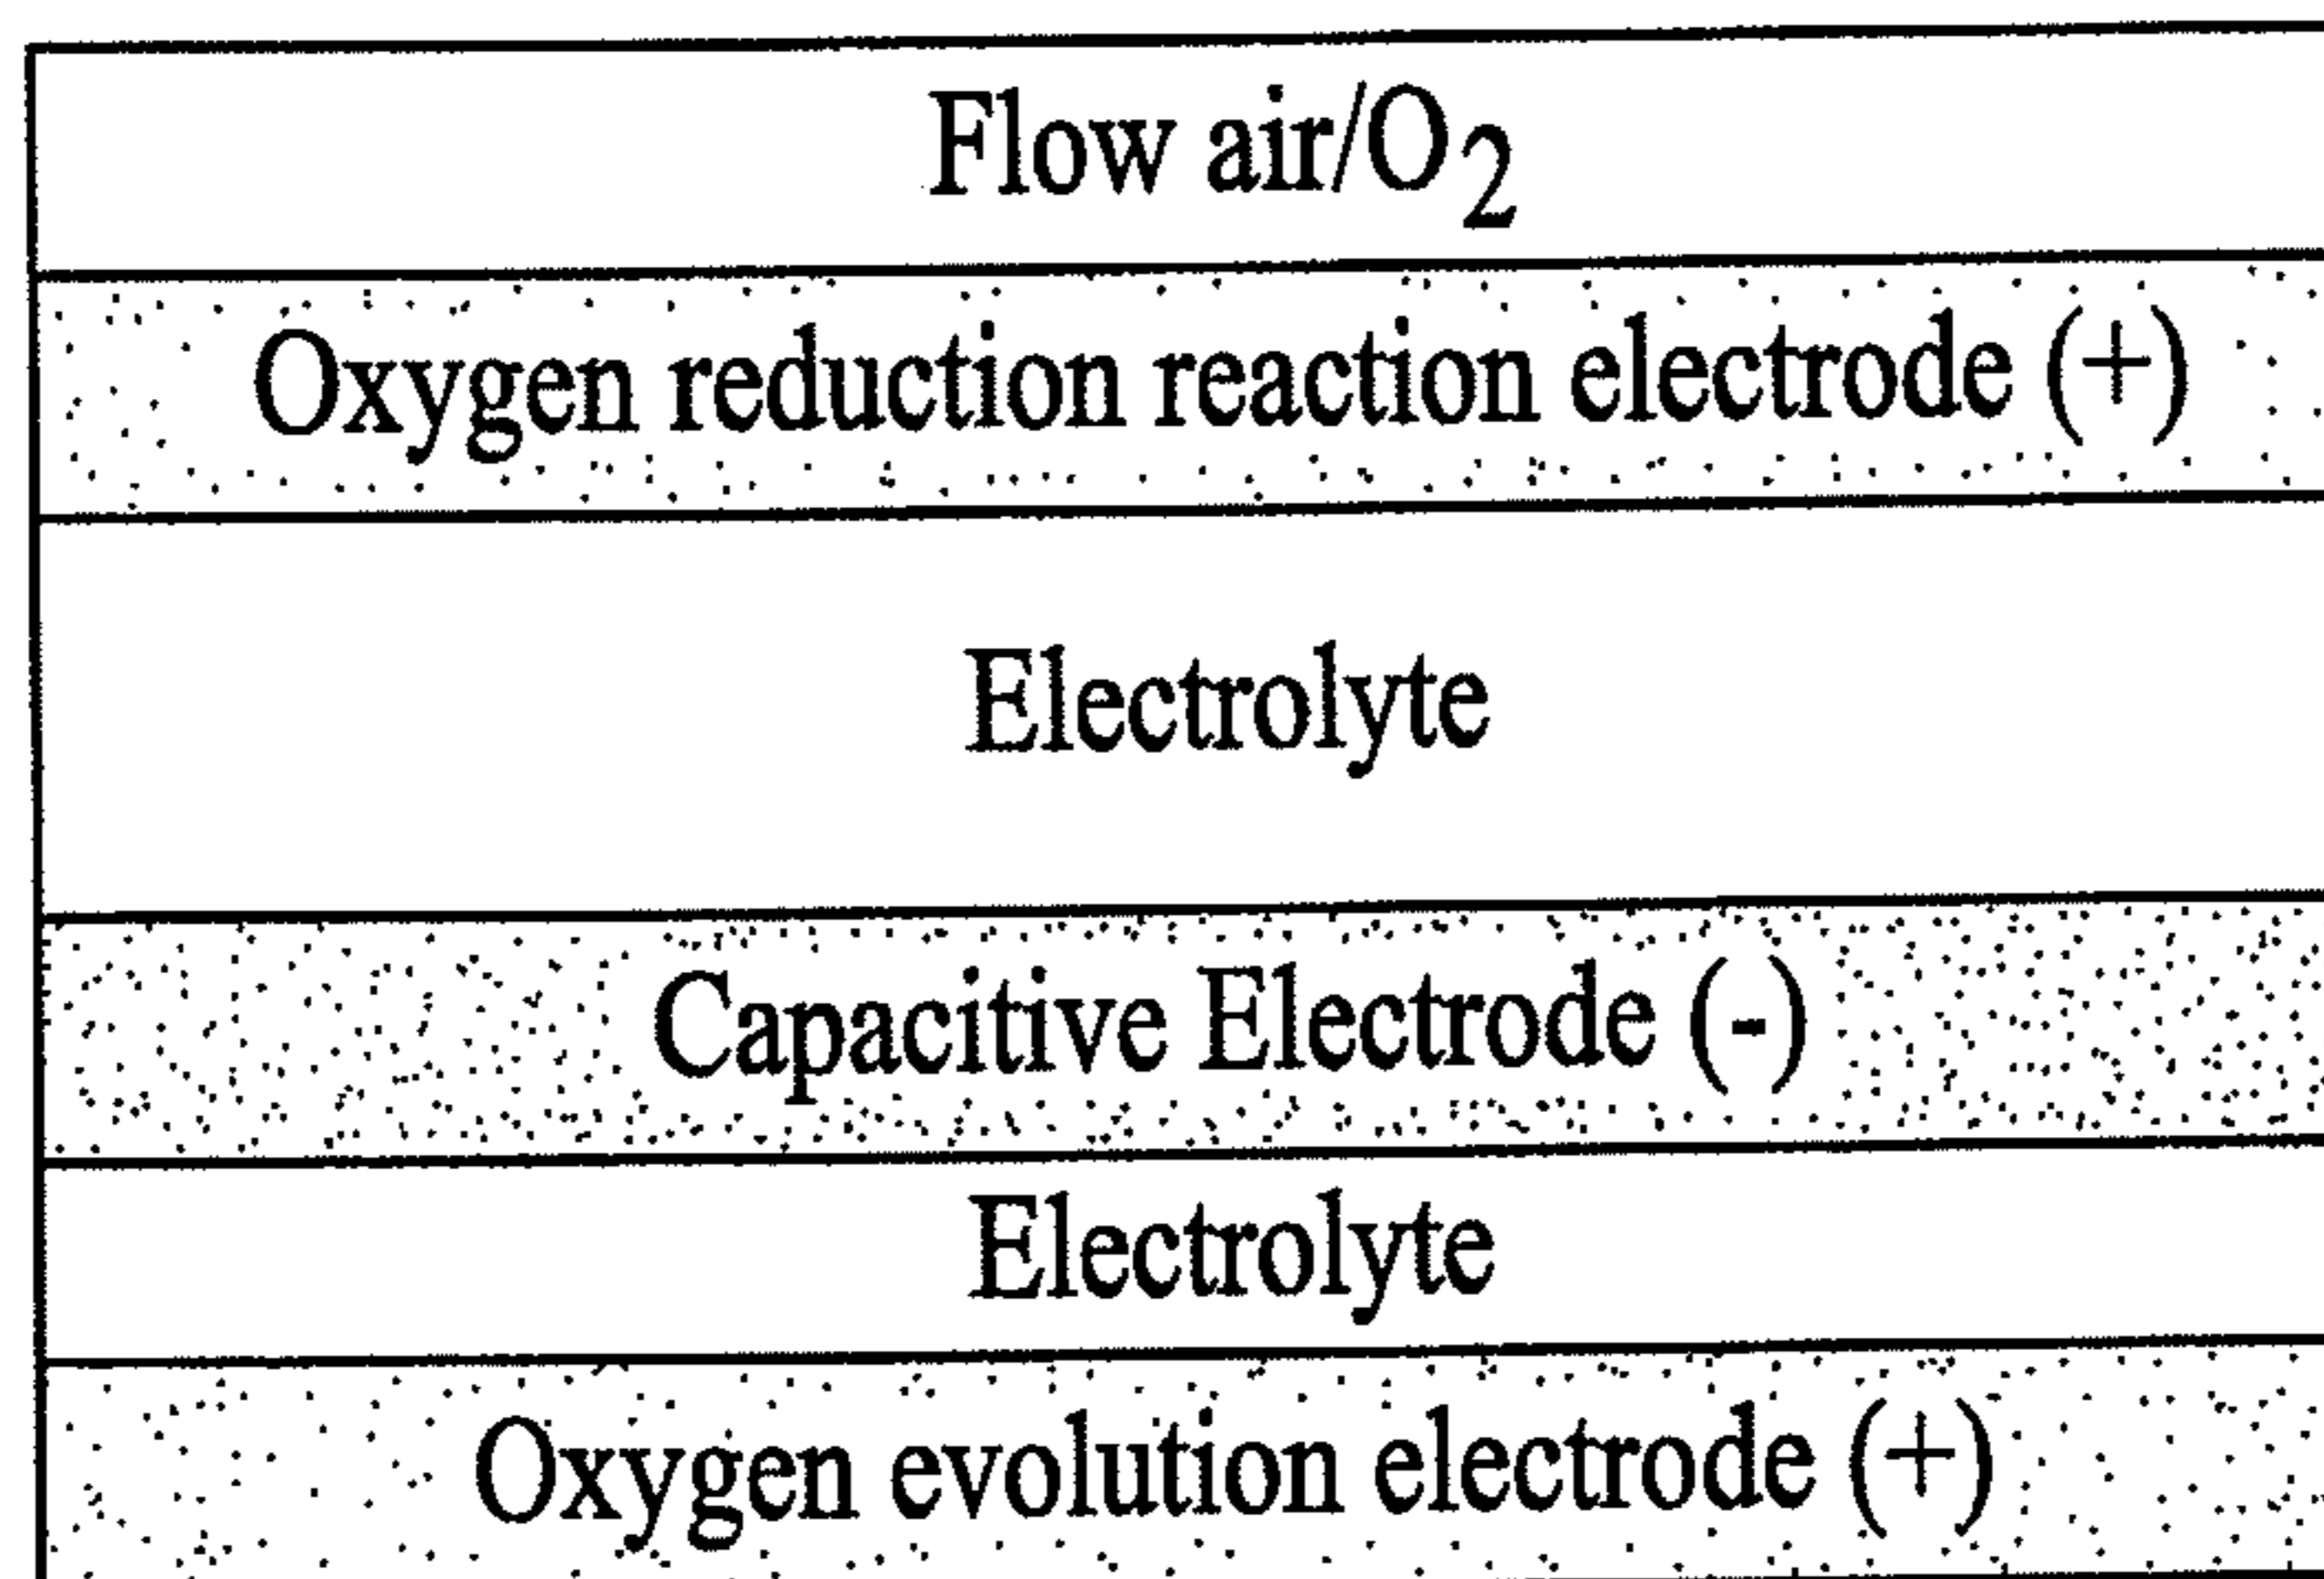 Flow air/O2
Oxygen reduction reaction electrode (+)
Electrolyte
Capacitive Electrode (-)
Electrolyte
Oxygen evolution electrode (+)